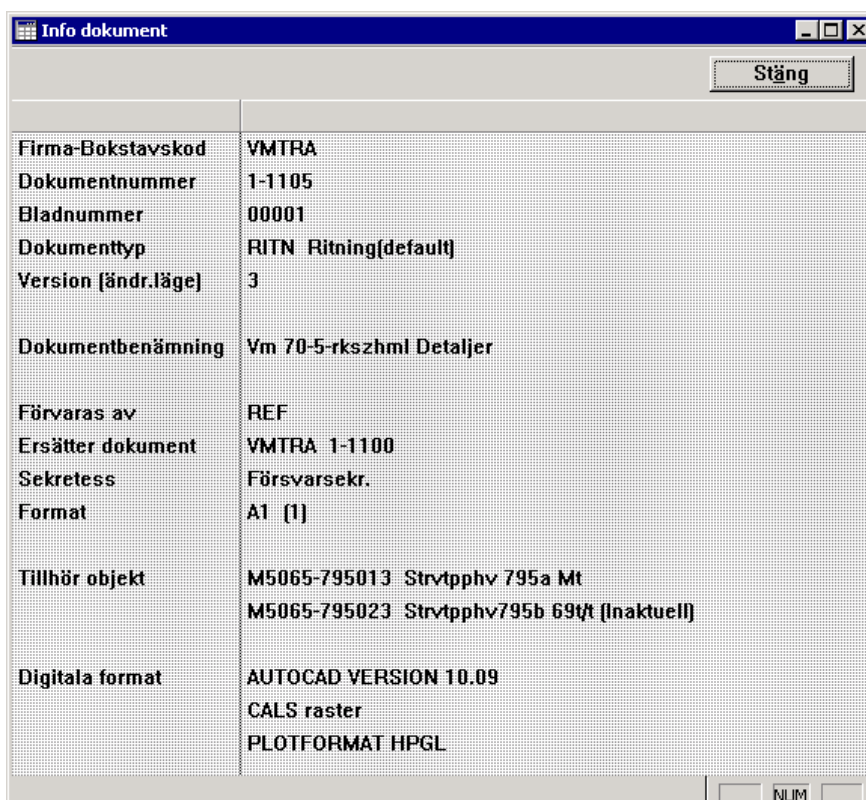 Info dokument
Stäng
Firma-Bokstavskod VMTRA
Dokumentnummer 1-1105
Bladnummer 00001
Dokumenttyp RITN Ritning(default)
Version (ändr.läge) 3
Dokumentbenämning Vm 70-5-rkszhml Detaljer
Förvaras av REF
Ersätter dokument VMTRA 1-1100
Sekretess Försvarsekr.
Format A1 (1)
Tillhör objekt M5065-795013 Strvtpphv 795a Mt
M5065-795023 Strvtpphv795b 69t/t (Inaktuell)
Digitala format AUTOCAD VERSION 10.09
CALS raster
PLOTFORMAT HPGL
NUM